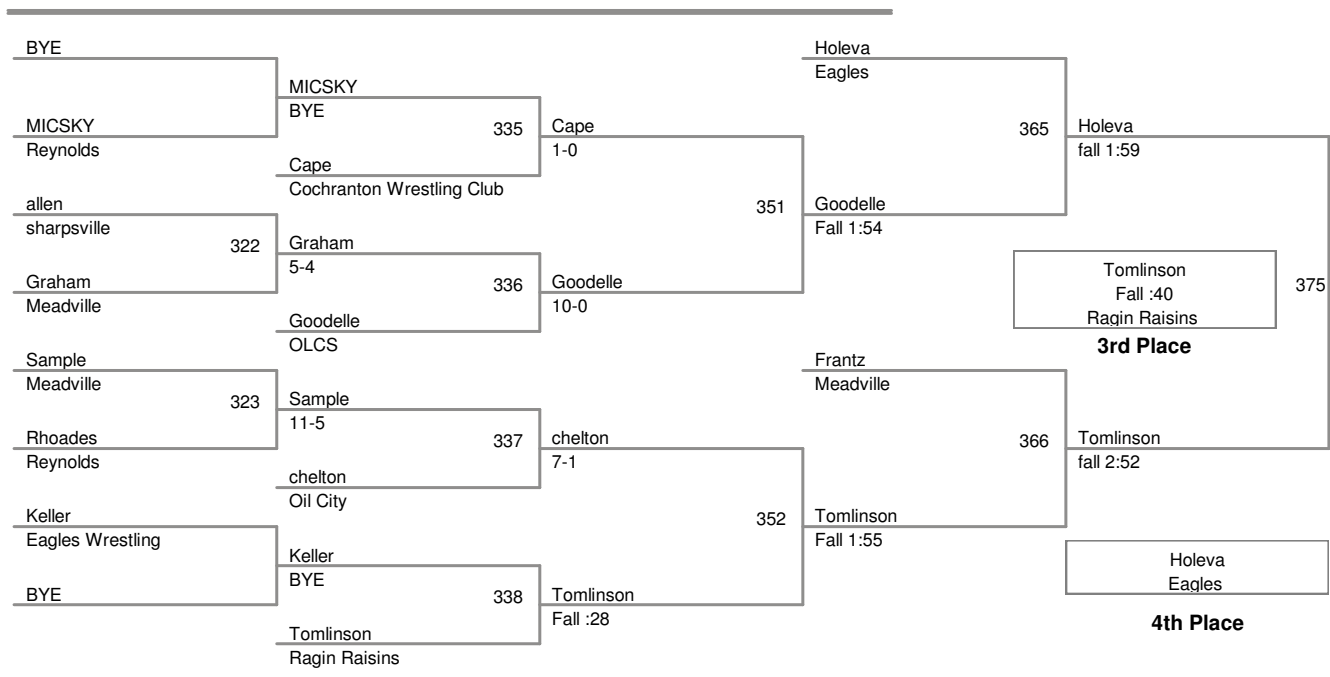 BYE
MICSKY
Reynolds
allen
sharpsville
322
Graham
Meadville
Sample
Meadville
323
Rhoades
Reynolds
Keller
Eagles Wrestling
BYE
MICSKY
BYE
335
Cape
Cochranton Wrestling Club
Graham
5-4
336
Goodelle
OLCS
Sample
11-5
337
chelton
Oil City
Keller
BYE
338
Tomlinson
Ragin Raisins
Cape
1-0
351
Goodelle
10-0
chelton
7-1
352
Tomlinson
Fall :28
Holeva
Eagles
365
Goodelle
Fall 1:54
Frantz
Meadville
366
Tomlinson
Fall 1:55
Holeva
fall 1:59
375
Tomlinson
fall 2:52
Tomlinson
Fall :40
Ragin Raisins
3rd Place
Holeva
Eagles
4th Place